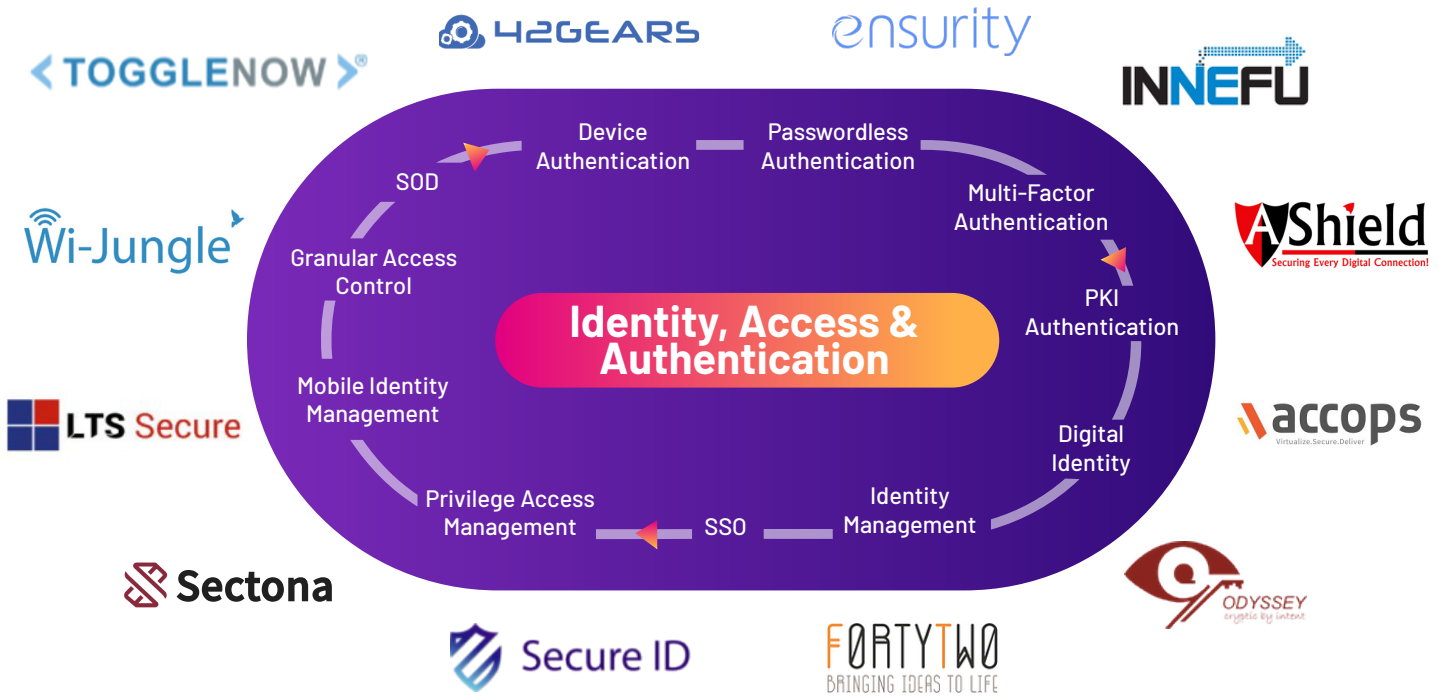 42GEARS
ensurity
<TOGGLENOW>®
INNEFU
Device
Authentication
Passwordless
Authentication
SOD
Multi-Factor
Authentication
Wi-Jungle
AShield
Securing Every Digital Connection!
Granular Access
Control
PKI
Authentication
Identity, Access &
Authentication
Mobile Identity
Management
LTS Secure
accops
Virtualize.Secure.Deliver
Digital
Identity
Privilege Access
Management
SSO
Identity
Management
Sectona
ODYSSEY
cryptic by intent
Secure ID
FORTYTWO
BRINGING IDEAS TO LIFE